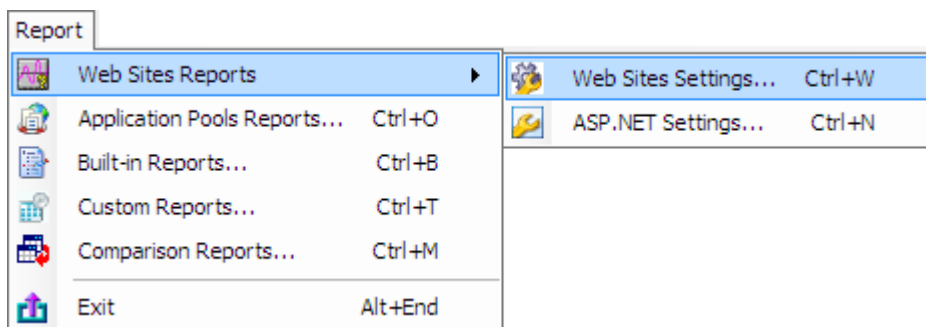 Report
Web Sites Reports
Web Sites Settings... Ctrl+W
Application Pools Reports... Ctrl+O
ASP.NET Settings... Ctrl+N
Built-in Reports... Ctrl+B
Custom Reports... Ctrl+T
Comparison Reports... Ctrl+M
Exit Alt+End